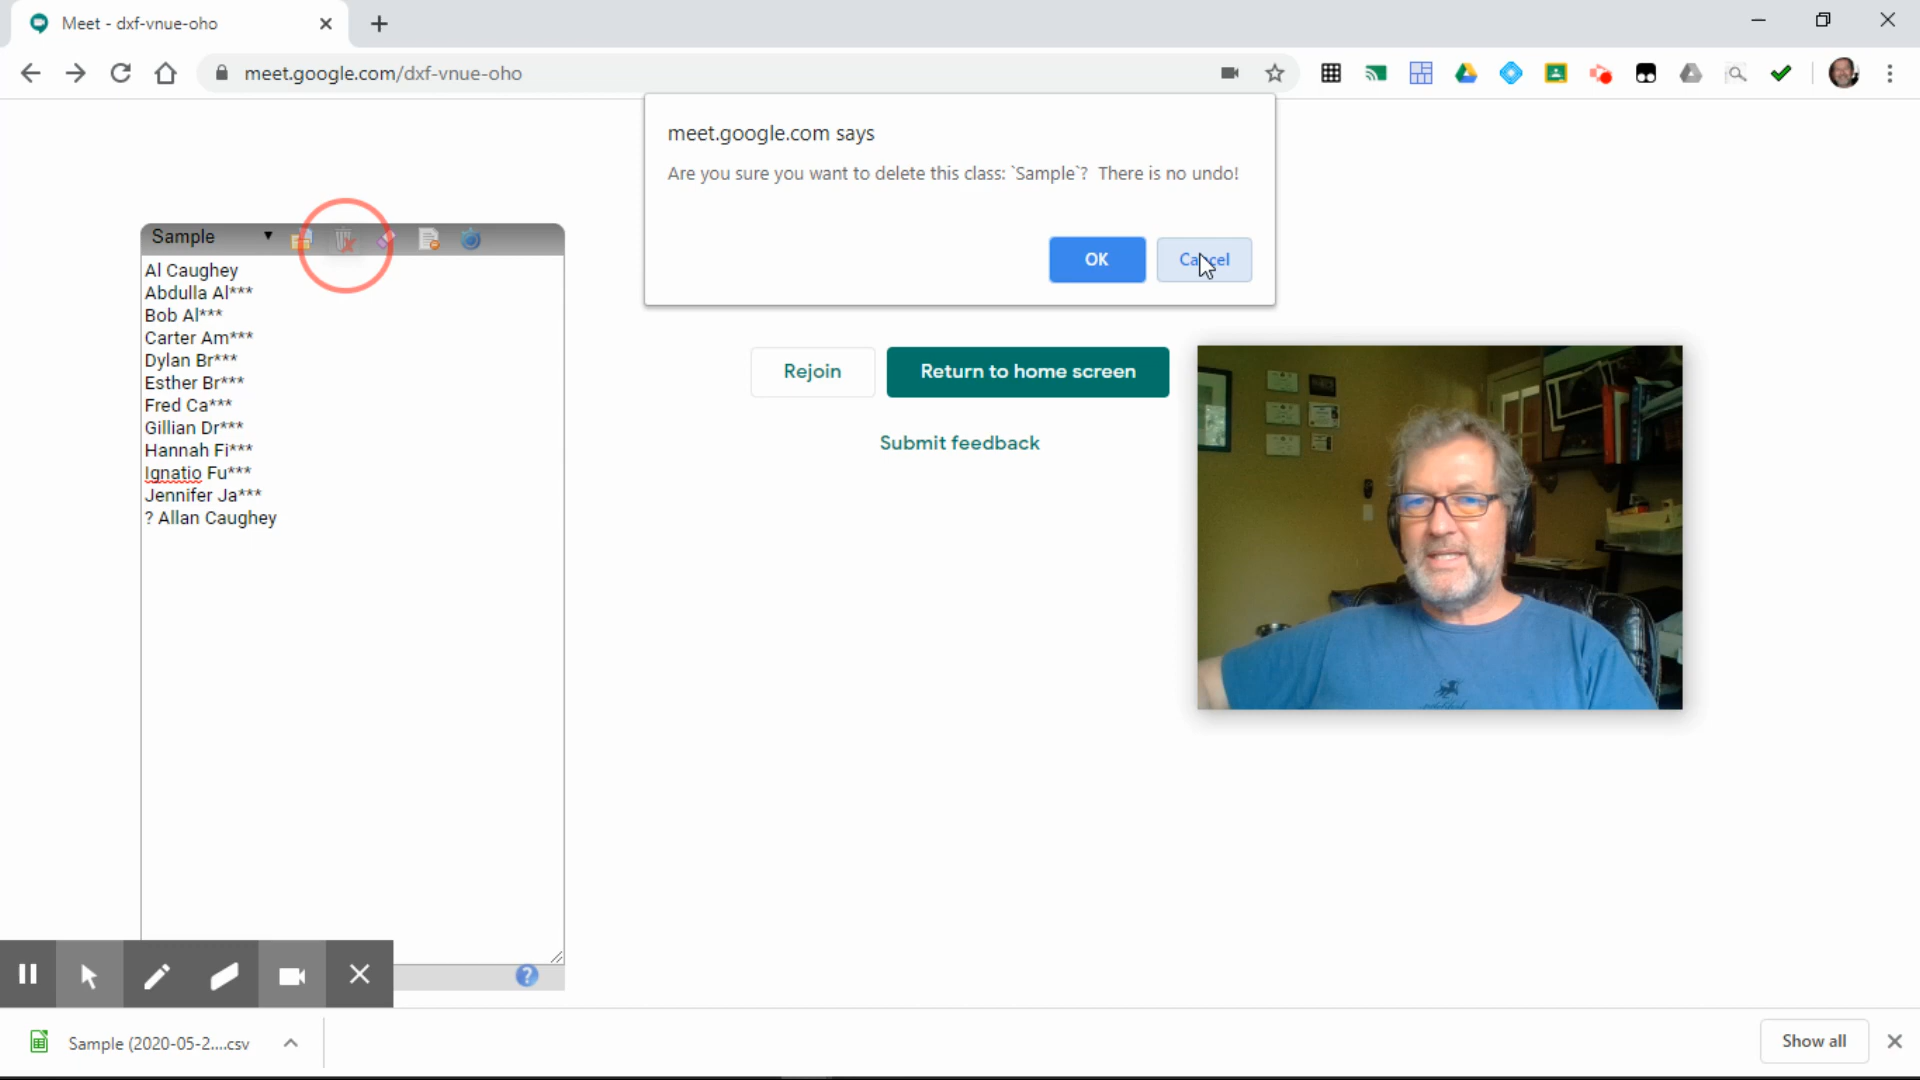 Meet - dxf-vnue-oho
meet.google.com/dxf-vnue-oho
meet.google.com says
Are you sure you want to delete this class: `Sample`? There is no undo!
OK
Cancel
Sample
Al Caughey
Abdulla Al***
Bob Al***
Carter Am***
Dylan Br***
Esther Br***
Fred Ca***
Gillian Dr***
Hannah Fi***
Ignatio Fu***
Jennifer Ja***
? Allan Caughey
Rejoin
Return to home screen
Submit feedback
?
Sample (2020-05-2....csv
Show all